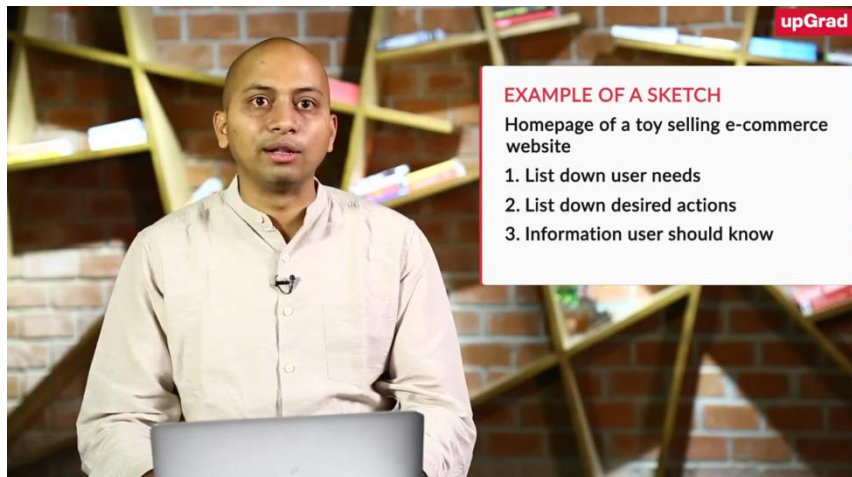 upGrad
EXAMPLE OF A SKETCH
Homepage of a toy selling e-commerce
website
1. List down user needs
2. List down desired actions
3. Information user should know